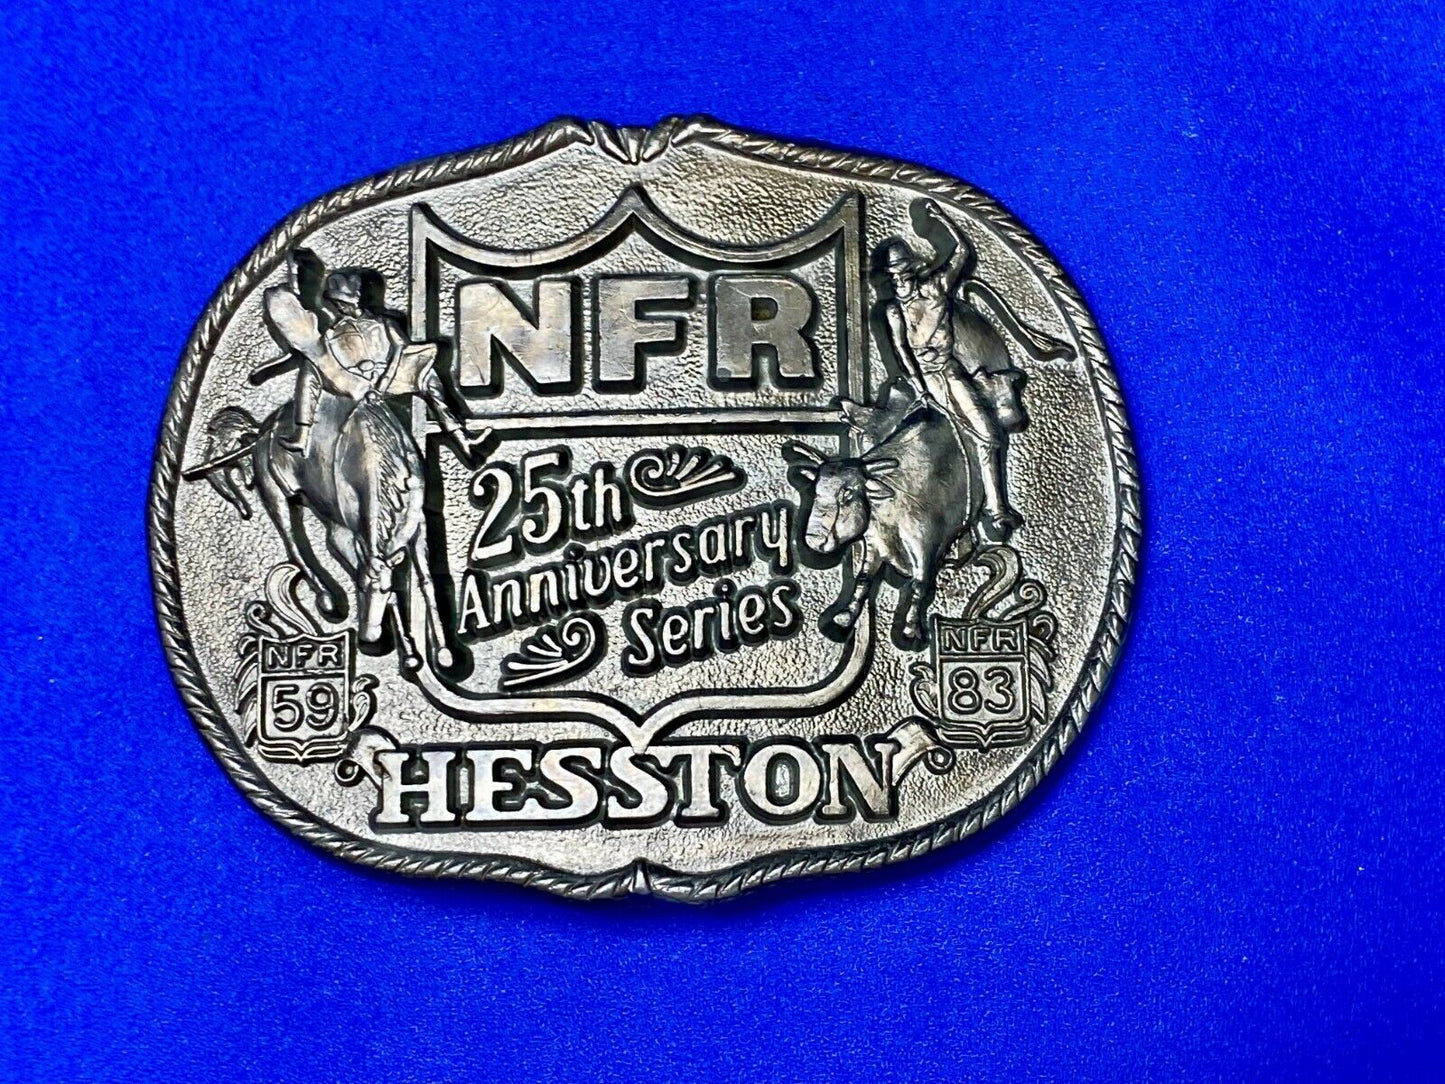 NFR
25th
Anniversary
Series
NFR
59
NFR
83
HESSTON